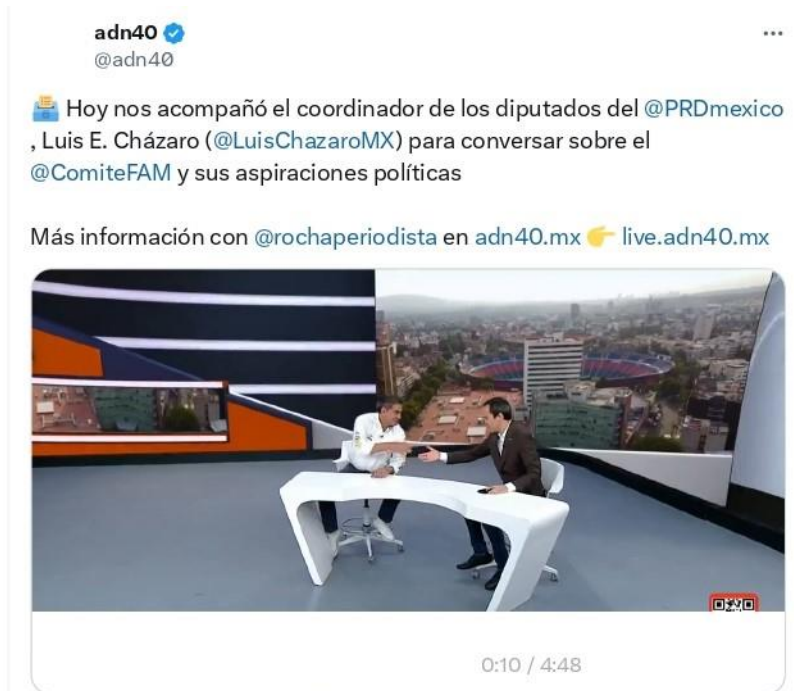 adn40
@adn40
Hoy nos acompañó el coordinador de los diputados del @PRDmexico
, Luis E. Cházaro (@LuisChazaroMX) para conversar sobre el
@ComiteFAM y sus aspiraciones políticas
Más información con @rochaperiodista en adn40.mx 👉 live.adn40.mx
0:10 / 4:48